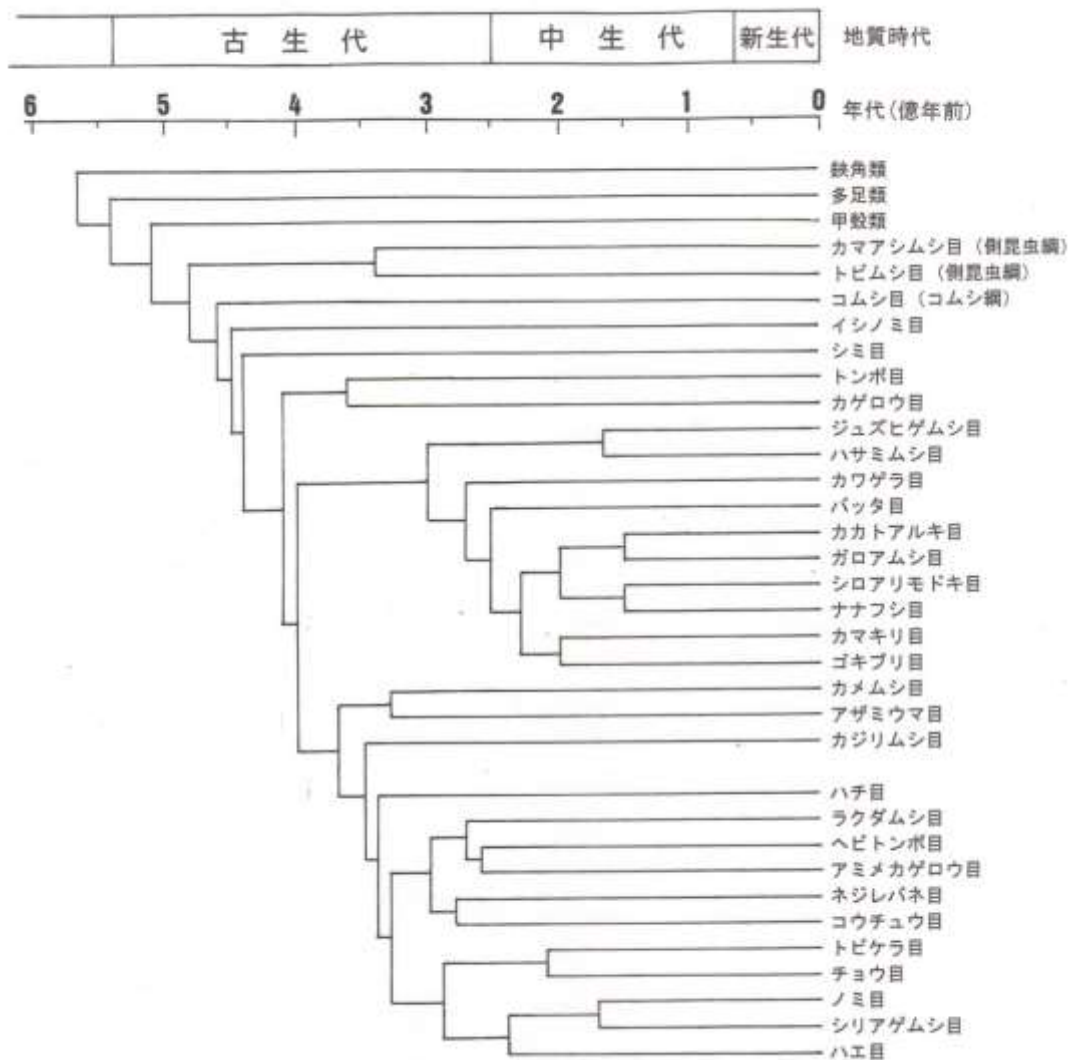 古生代 中生代 新生代 地質時代
6 5 4 3 2 1 0 年代(億年前)
鋏角類
多足類
甲殻類
カマアシムシ目（側昆虫綱）
トビムシ目（側昆虫綱）
コムシ目（コムシ綱）
イシノミ目
シミ目
トンボ目
カゲロウ目
ジュズヒゲムシ目
ハサミムシ目
カワゲラ目
バッタ目
カカトアルキ目
ガロアムシ目
シロアリモドキ目
ナナフシ目
カマキリ目
ゴキブリ目
カメムシ目
アザミウマ目
カジリムシ目
ハチ目
ラクダムシ目
ヘビトンボ目
アミメカゲロウ目
ネジレバネ目
コウチュウ目
トビケラ目
チョウ目
ノミ目
シリアゲムシ目
ハエ目